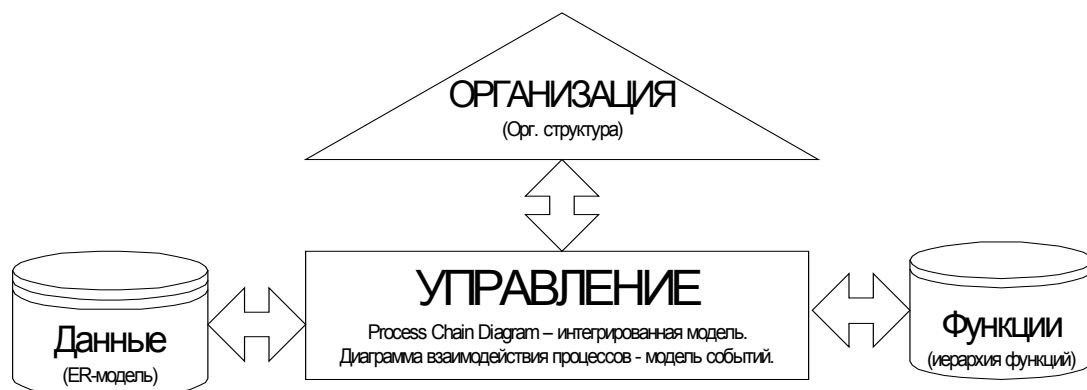 ОРГАНИЗАЦИЯ
(Орг. структура)
УПРАВЛЕНИЕ
Process Chain Diagram – интегрированная модель.
Диаграмма взаимодействия процессов - модель событий.
Данные
(ER-модель)
Функции
(иерархия функций)